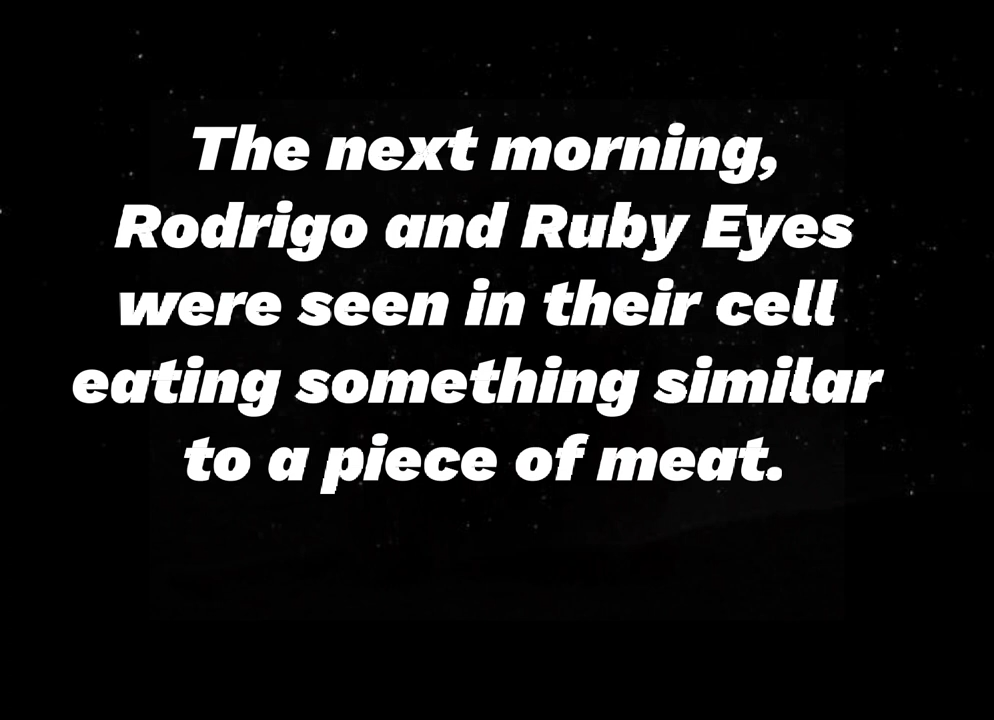 The next morning,
Rodrigo and Ruby Eyes
were seen in their cell
eating something similar
to a piece of meat.